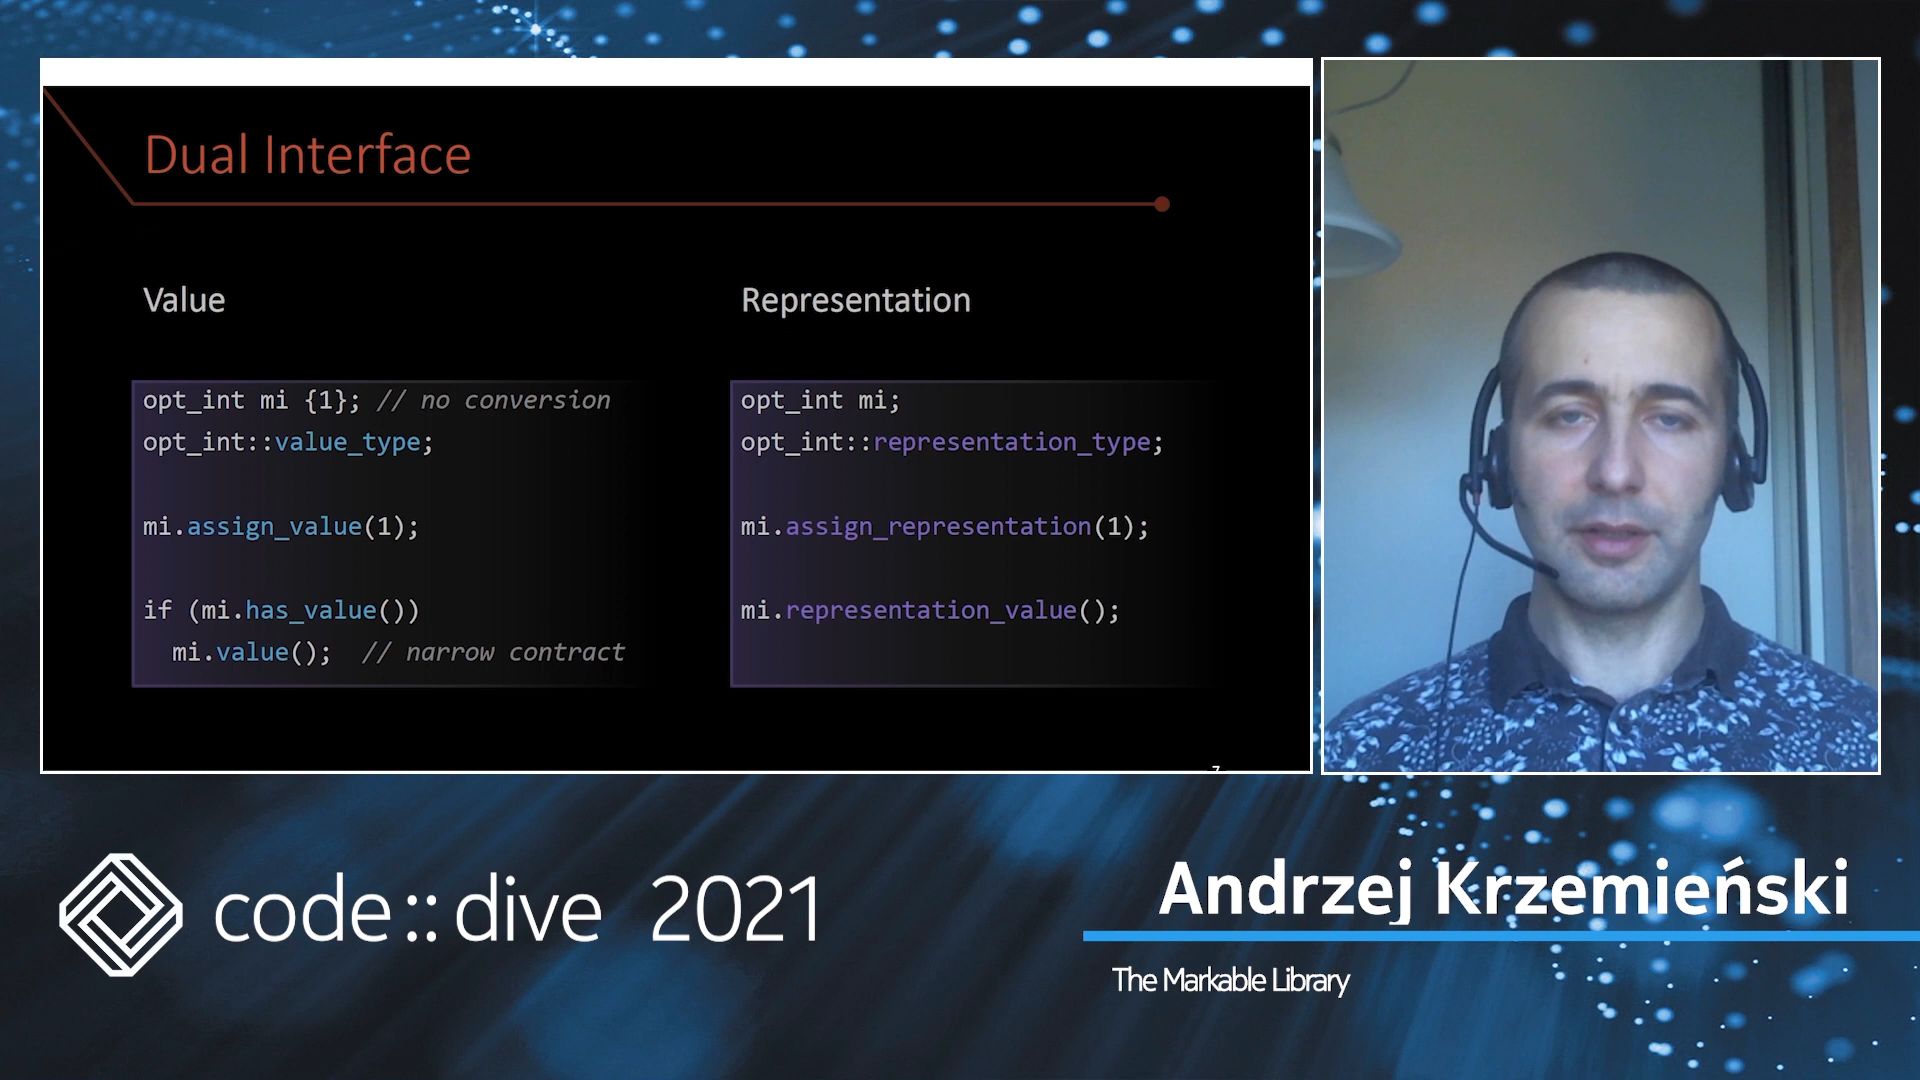 Dual Interface
Value
opt_int mi {1}; // no conversion
opt_int::value_type;
mi.assign_value(1);
if (mi.has_value())
mi.value(); // narrow contract
Representation
opt_int mi;
opt_int::representation_type;
mi.assign_representation(1);
mi.representation_value();
7
code::dive 2021
Andrzej Krzemieński
The Markable Library